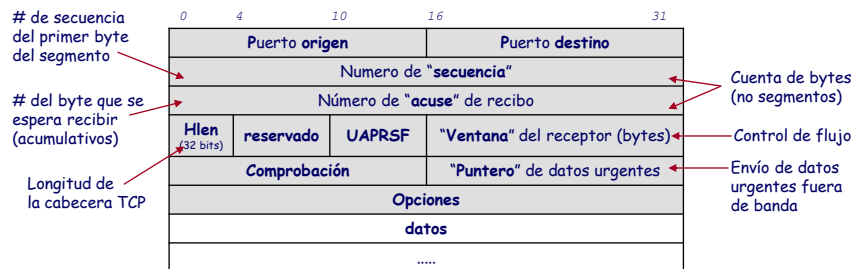 0 4 10 16 31
# de secuencia
del primer byte
del segmento
Puerto origen Puerto destino
Numero de "secuencia"
Número de "acuse" de recibo
Cuenta de bytes
(no segmentos)
# del byte que se
espera recibir
(acumulativos)
Hlen
(32 bits)
reservado UAPRSF "Ventana" del receptor (bytes)
Control de flujo
Comprobación "Puntero" de datos urgentes
Envío de datos
urgentes fuera
de banda
Longitud de
la cabecera TCP
Opciones
datos
.....